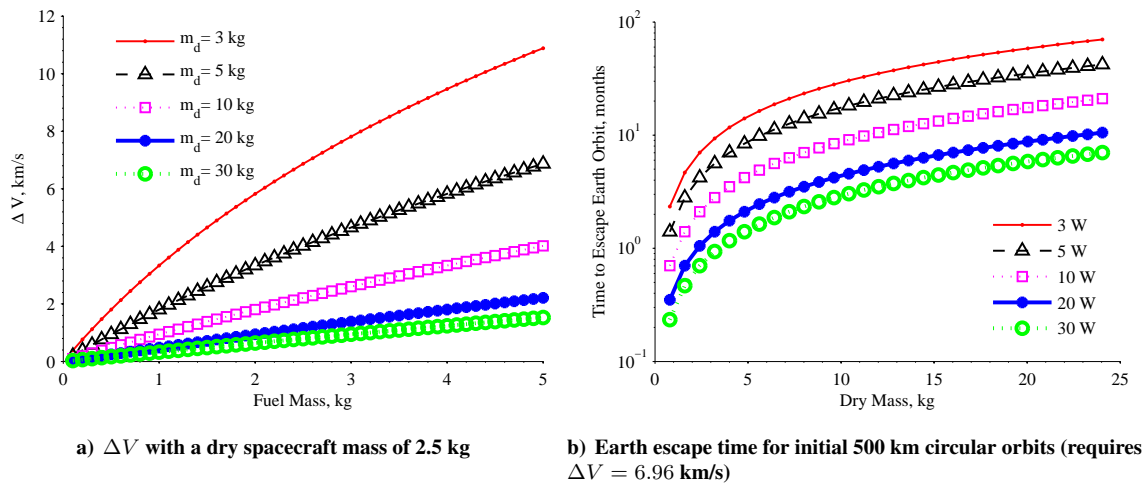 12
10
8
6
4
2
0
0
1
2
3
4
5
Δ V, km/s
Fuel Mass, kg
m_d= 3 kg
m_d= 5 kg
m_d= 10 kg
m_d= 20 kg
m_d= 30 kg
a) ΔV with a dry spacecraft mass of 2.5 kg
10^2
10^1
10^0
10^−1
0
5
10
15
20
25
Time to Escape Earth Orbit, months
Dry Mass, kg
3 W
5 W
10 W
20 W
30 W
b) Earth escape time for initial 500 km circular orbits (requires
ΔV = 6.96 km/s)